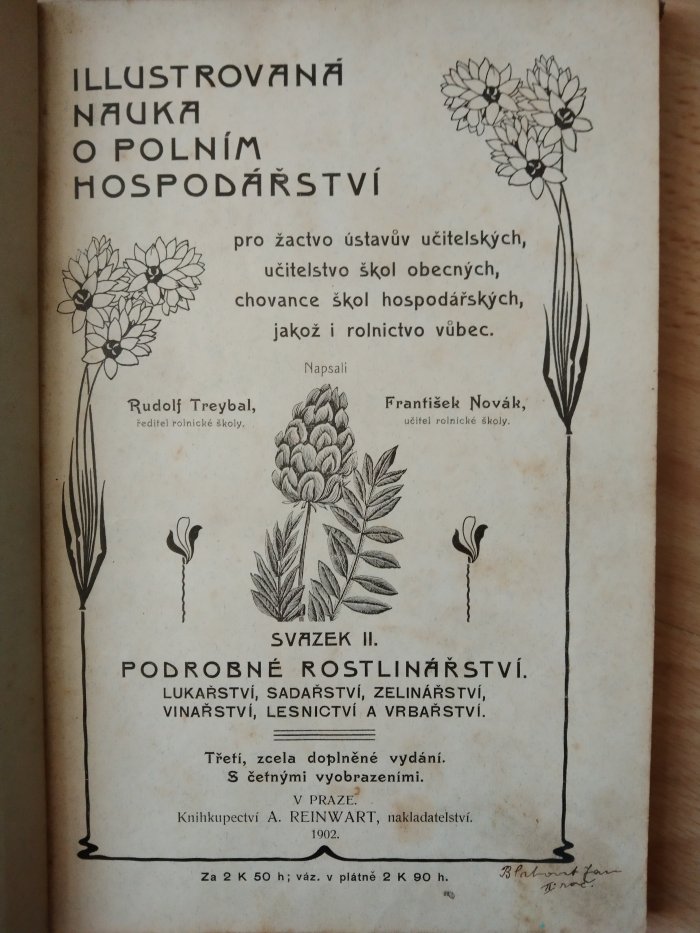 ILLUSTROVANÁ
NAUKA
O POLNÍM
HOSPODÁŘSTVÍ
pro žactvo ústavův učitelských,
učitelstvo škol obecných,
chovance škol hospodářských,
jakož i rolnictvo vůbec.
Napsali
Rudolf Treybal,
ředitel rolnické školy.
František Novák,
učitel rolnické školy.
SVAZEK II.
PODROBNÉ ROSTLINÁŘSTVÍ.
LUKAŘSTVÍ, SADAŘSTVÍ, ZELINÁŘSTVÍ,
VINAŘSTVÍ, LESNICTVÍ A VRBAŘSTVÍ.
Třetí, zcela doplněné vydání.
S četnými vyobrazeními.
V PRAZE.
Knihkupectví A. REINWART, nakladatelství.
1902.
Za 2 K 50 h; váz. v plátně 2 K 90 h.